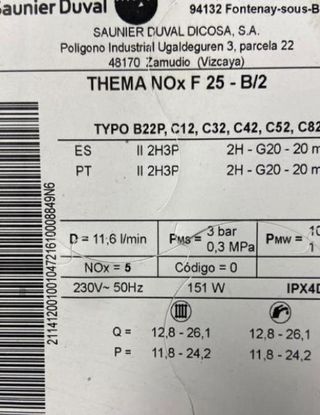 Saunier Duval
94132 Fontenay-sous-B
SAUNIER DUVAL DICOSA, S.A.
Poligono Industrial Ugaldeguren 3, parcela 22
48170 Zamudio (Vizcaya)
THEMA NOx F 25 - B/2
TYPO B22P, C12, C32, C42, C52, C82
ES II 2H3P 2H - G20 - 20 m
PT II 2H3P 2H - G20 - 20 m
D = 11,6 l/min PMS = 3 bar PMW = 10
0,3 MPa 1
NOx = 5 Código = 0
230V~ 50Hz 151 W IPX4D
Q = 12,8 - 26,1 12,8 - 26,1
P = 11,8 - 24,2 11,8 - 24,2
21141200100104721610008849N6